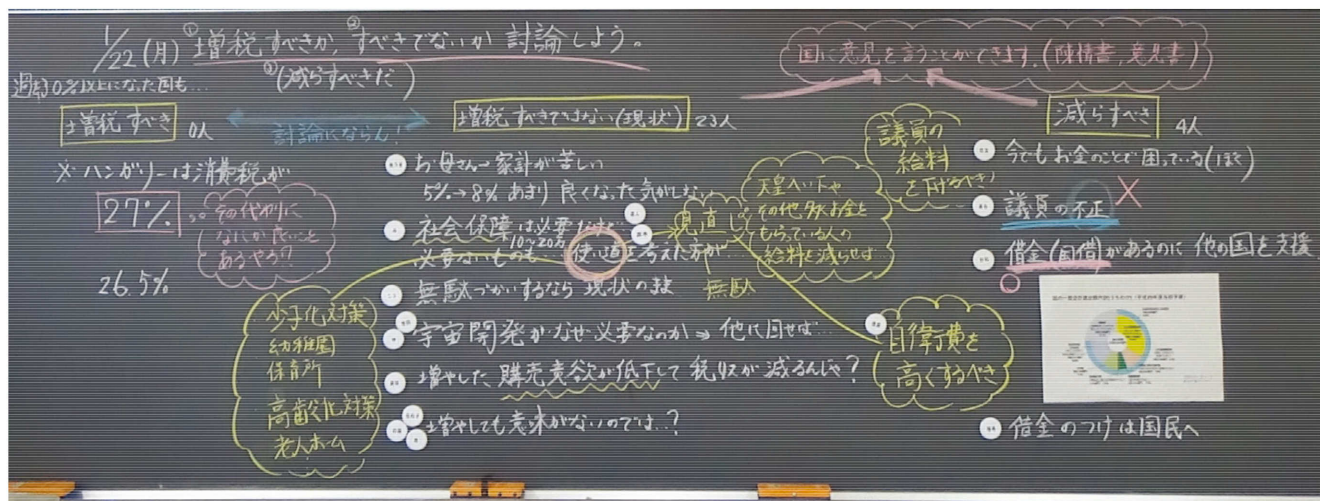 1/22(月) ①増税すべきか, ②すべきでないか 討論しよう。
③(減らすべきだ)
国に意見を言うことができます。(陳情書, 意見書)
増税すべき 0人
討論にならん!
増税すべきではない(現状) 23人
減らすべき 4人
※ハンガリーは消費税が
27%
その代わりに
なにか良いこと
あるやろ!?
26.5%
お母さん→家計が苦しい
5%→8% あまり 良くなった気がしない
社会保障は必要だけど
10〜20%
必要ないものも… 使い道を考えた方が…
無駄づかいするなら 現状のまま
宇宙開発がなぜ必要なのか⇒他に回せば…
増やした 購売意欲が低下して 税収が減るんじゃ?
増やしても意味がないのでは…?
少子化対策
幼稚園
保育所
高齢化対策
老人ホーム
見直し
無駄
天皇へい下や
その他多くお金を
もらっている人の
給料を減らせば…
議員の
給料
を下げるべき!
自衛費を
高くするべき
今でもお金のことで困っている(1ぱく)
議員の不正
借金(国債)があるのに 他の国を支援
借金のつけは国民へ